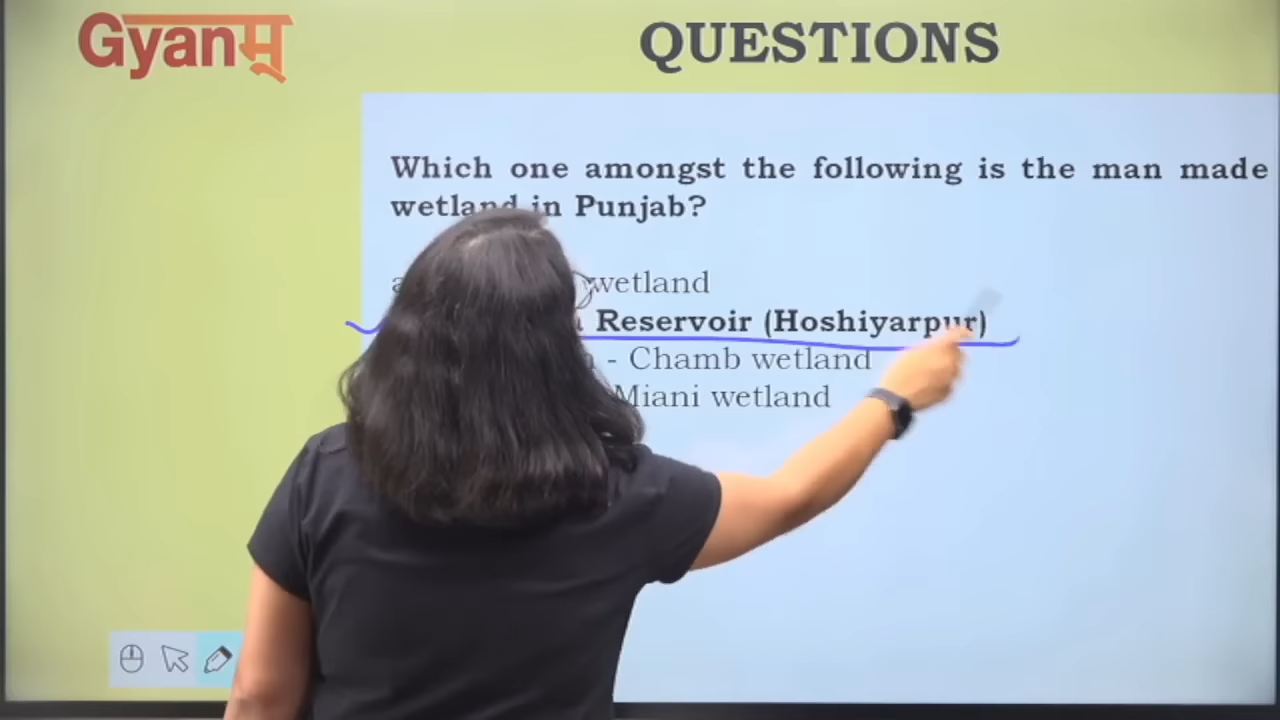 Gyanम्
QUESTIONS
Which one amongst the following is the man made
wetland in Punjab?
wetland
Reservoir (Hoshiyarpur)
- Chamb wetland
Miani wetland